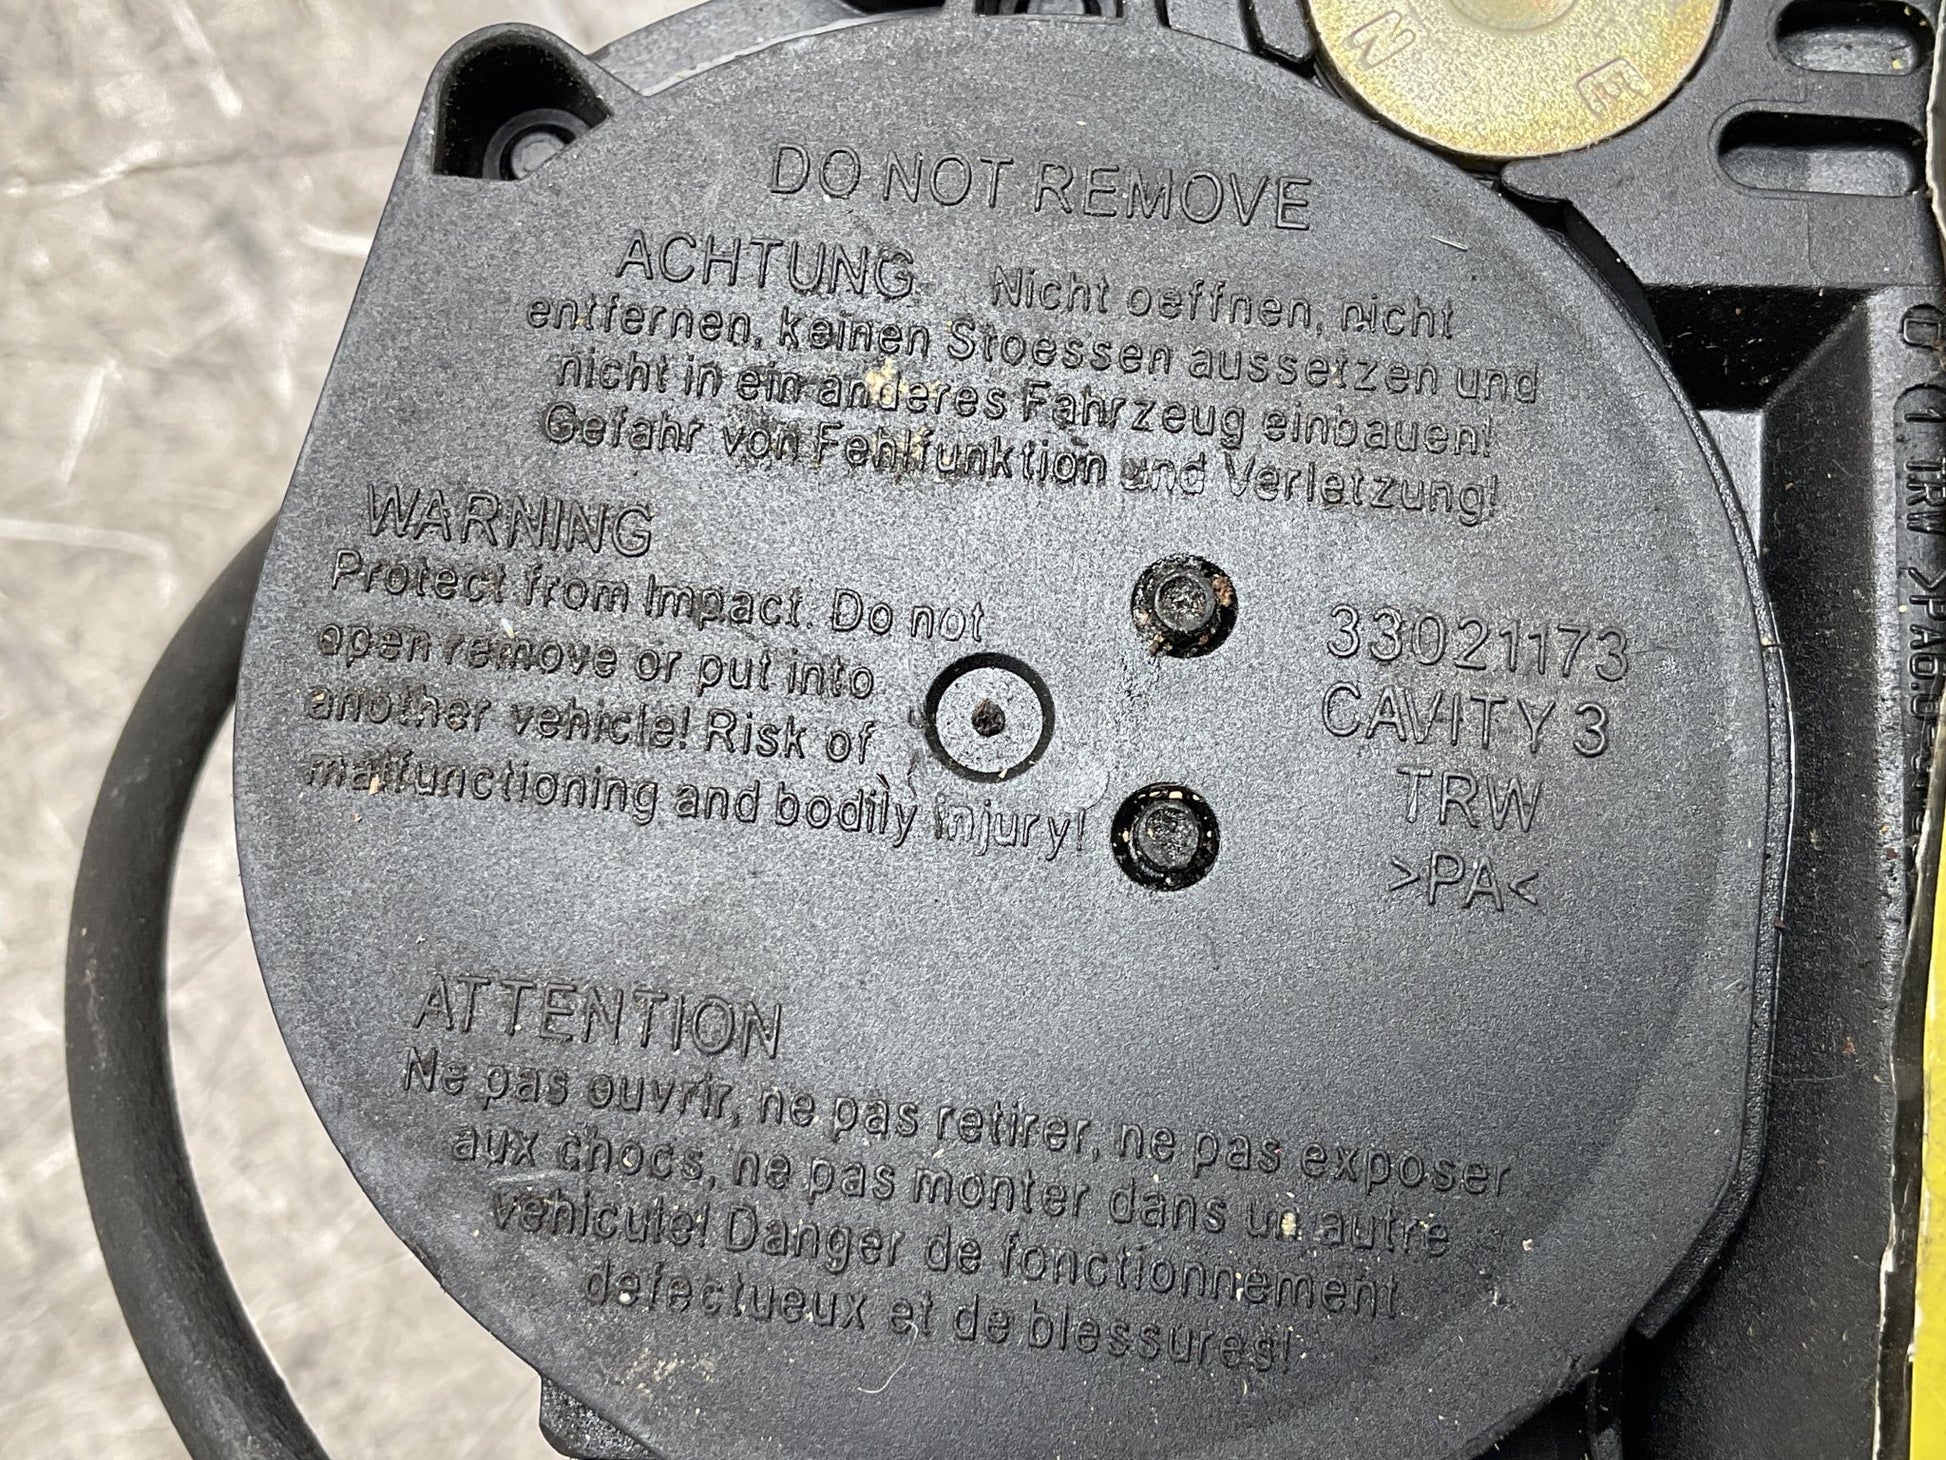 DO NOT REMOVE
ACHTUNG Nicht oeffnen, nicht
entfernen, keinen Stoessen aussetzen und
nicht in ein anderes Fahrzeug einbauen!
Gefahr von Fehlfunktion und Verletzung!
WARNING
Protect from Impact. Do not
open remove or put into
another vehicle! Risk of
malfunctioning and bodily injury!
33021173
CAVITY 3
TRW
>PA<
ATTENTION
Ne pas ouvrir, ne pas retirer, ne pas exposer
aux chocs, ne pas monter dans un autre
vehicule! Danger de fonctionnement
defectueux et de blessures!
N
TRW >PA6.6